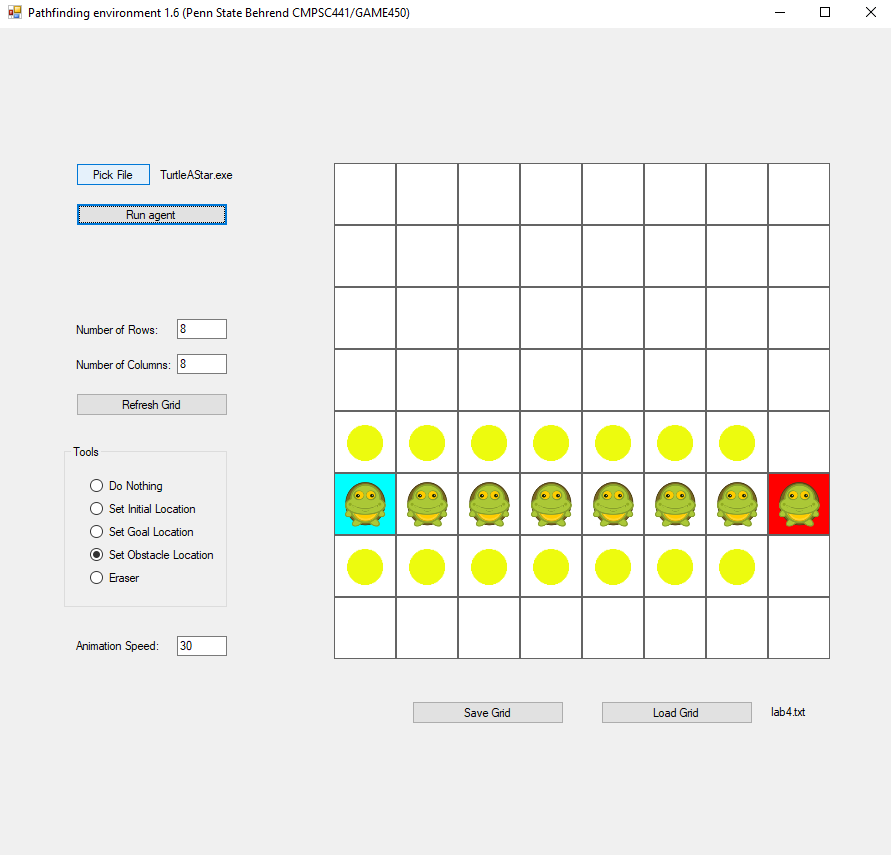 Pathfinding environment 1.6 (Penn State Behrend CMPSC441/GAME450)
Pick File TurtleAStar.exe
Run agent
Number of Rows: 8
Number of Columns: 8
Refresh Grid
Tools
Do Nothing
Set Initial Location
Set Goal Location
Set Obstacle Location
Eraser
Animation Speed: 30
Save Grid Load Grid lab4.txt